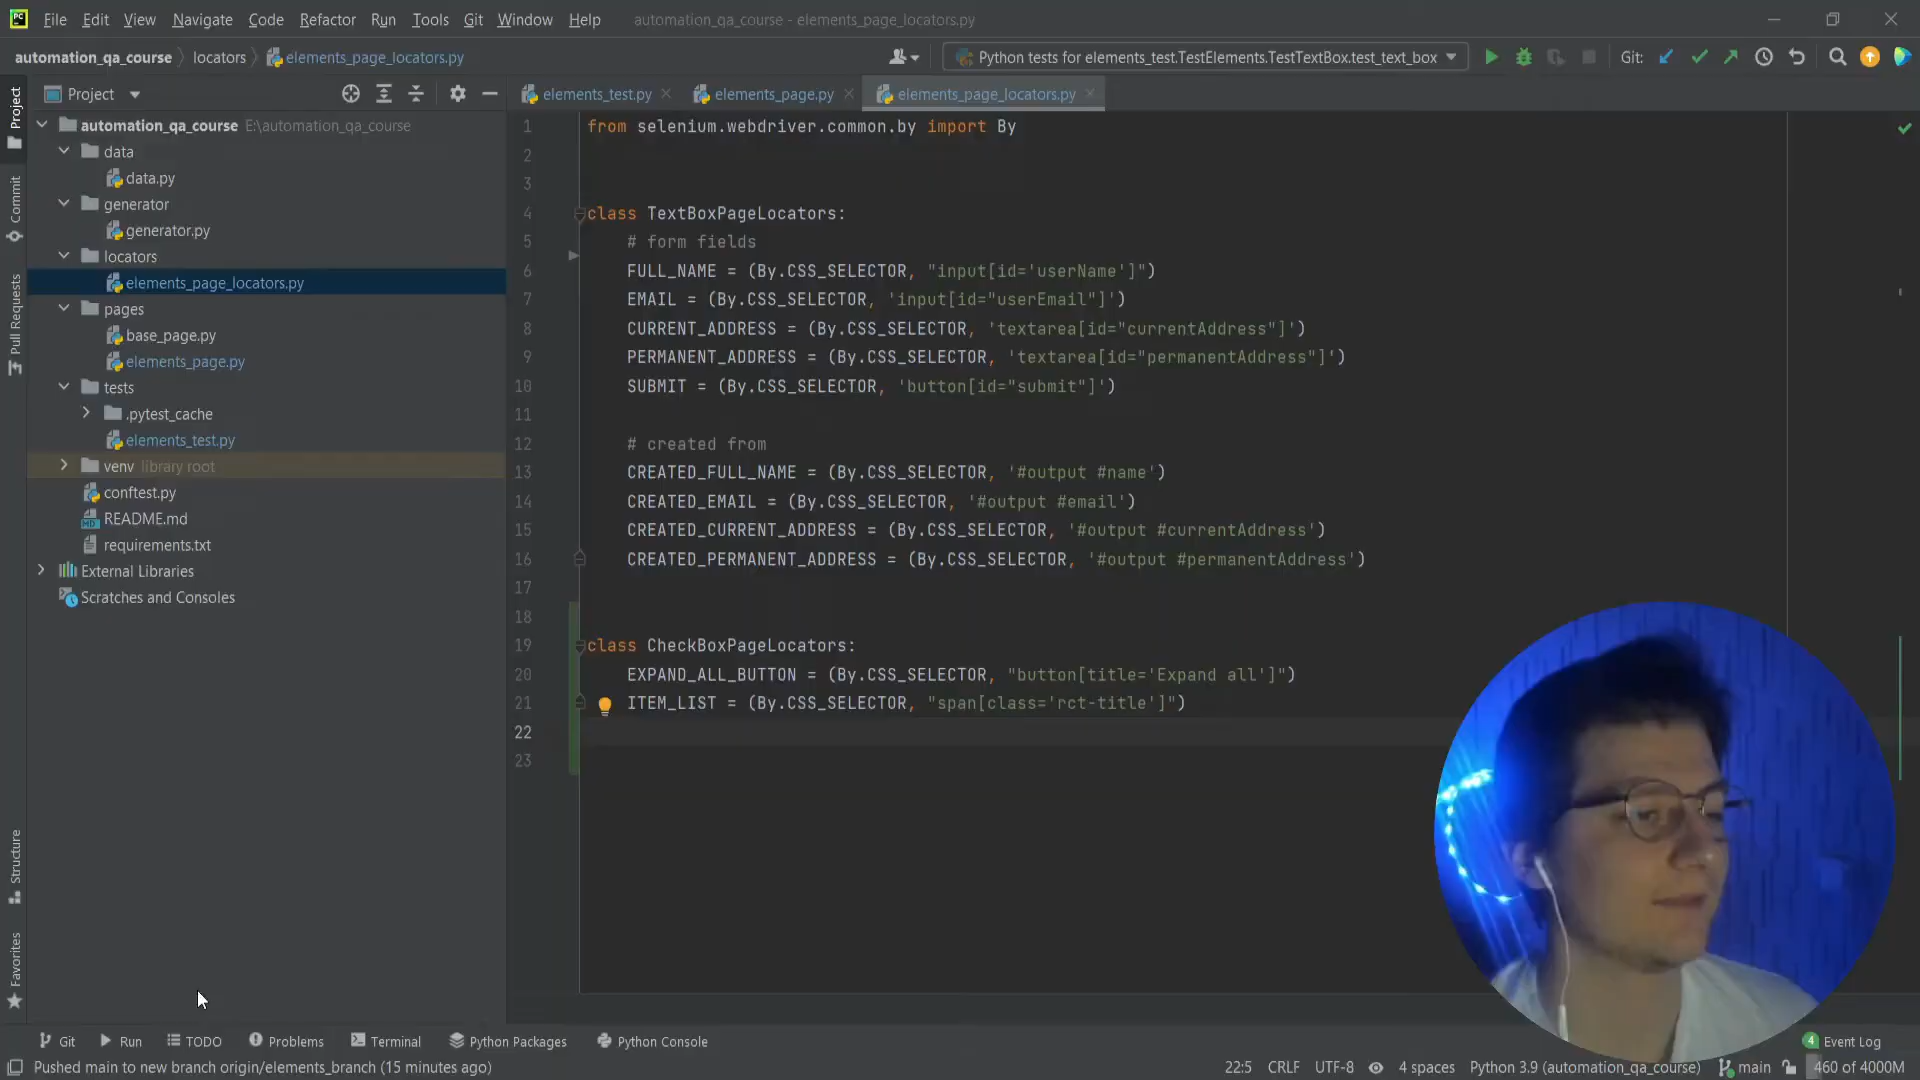 File Edit View Navigate Code Refactor Run Tools Git Window Help automation_qa_course - elements_page_locators.py
automation_qa_course locators elements_page_locators.py Python tests for elements_test.TestElements.TestTextBox.test_text_box Git:
Project elements_test.py elements_page.py elements_page_locators.py
automation_qa_course E:\automation_qa_course
data
data.py
generator
generator.py
locators
elements_page_locators.py
pages
base_page.py
elements_page.py
tests
.pytest_cache
elements_test.py
venv library root
conftest.py
README.md
requirements.txt
External Libraries
Scratches and Consoles
Project
Commit
Pull Requests
Structure
Favorites
1 from selenium.webdriver.common.by import By
2
3
4 class TextBoxPageLocators:
5 # form fields
6 FULL_NAME = (By.CSS_SELECTOR, "input[id='userName']")
7 EMAIL = (By.CSS_SELECTOR, 'input[id="userEmail"]')
8 CURRENT_ADDRESS = (By.CSS_SELECTOR, 'textarea[id="currentAddress"]')
9 PERMANENT_ADDRESS = (By.CSS_SELECTOR, 'textarea[id="permanentAddress"]')
10 SUBMIT = (By.CSS_SELECTOR, 'button[id="submit"]')
11
12 # created from
13 CREATED_FULL_NAME = (By.CSS_SELECTOR, '#output #name')
14 CREATED_EMAIL = (By.CSS_SELECTOR, '#output #email')
15 CREATED_CURRENT_ADDRESS = (By.CSS_SELECTOR, '#output #currentAddress')
16 CREATED_PERMANENT_ADDRESS = (By.CSS_SELECTOR, '#output #permanentAddress')
17
18
19 class CheckBoxPageLocators:
20 EXPAND_ALL_BUTTON = (By.CSS_SELECTOR, "button[title='Expand all']")
21 ITEM_LIST = (By.CSS_SELECTOR, "span[class='rct-title']")
22
23
Git Run TODO Problems Terminal Python Packages Python Console 4 Event Log
Pushed main to new branch origin/elements_branch (15 minutes ago) 22:5 CRLF UTF-8 4 spaces Python 3.9 (automation_qa_course) main 460 of 4000M